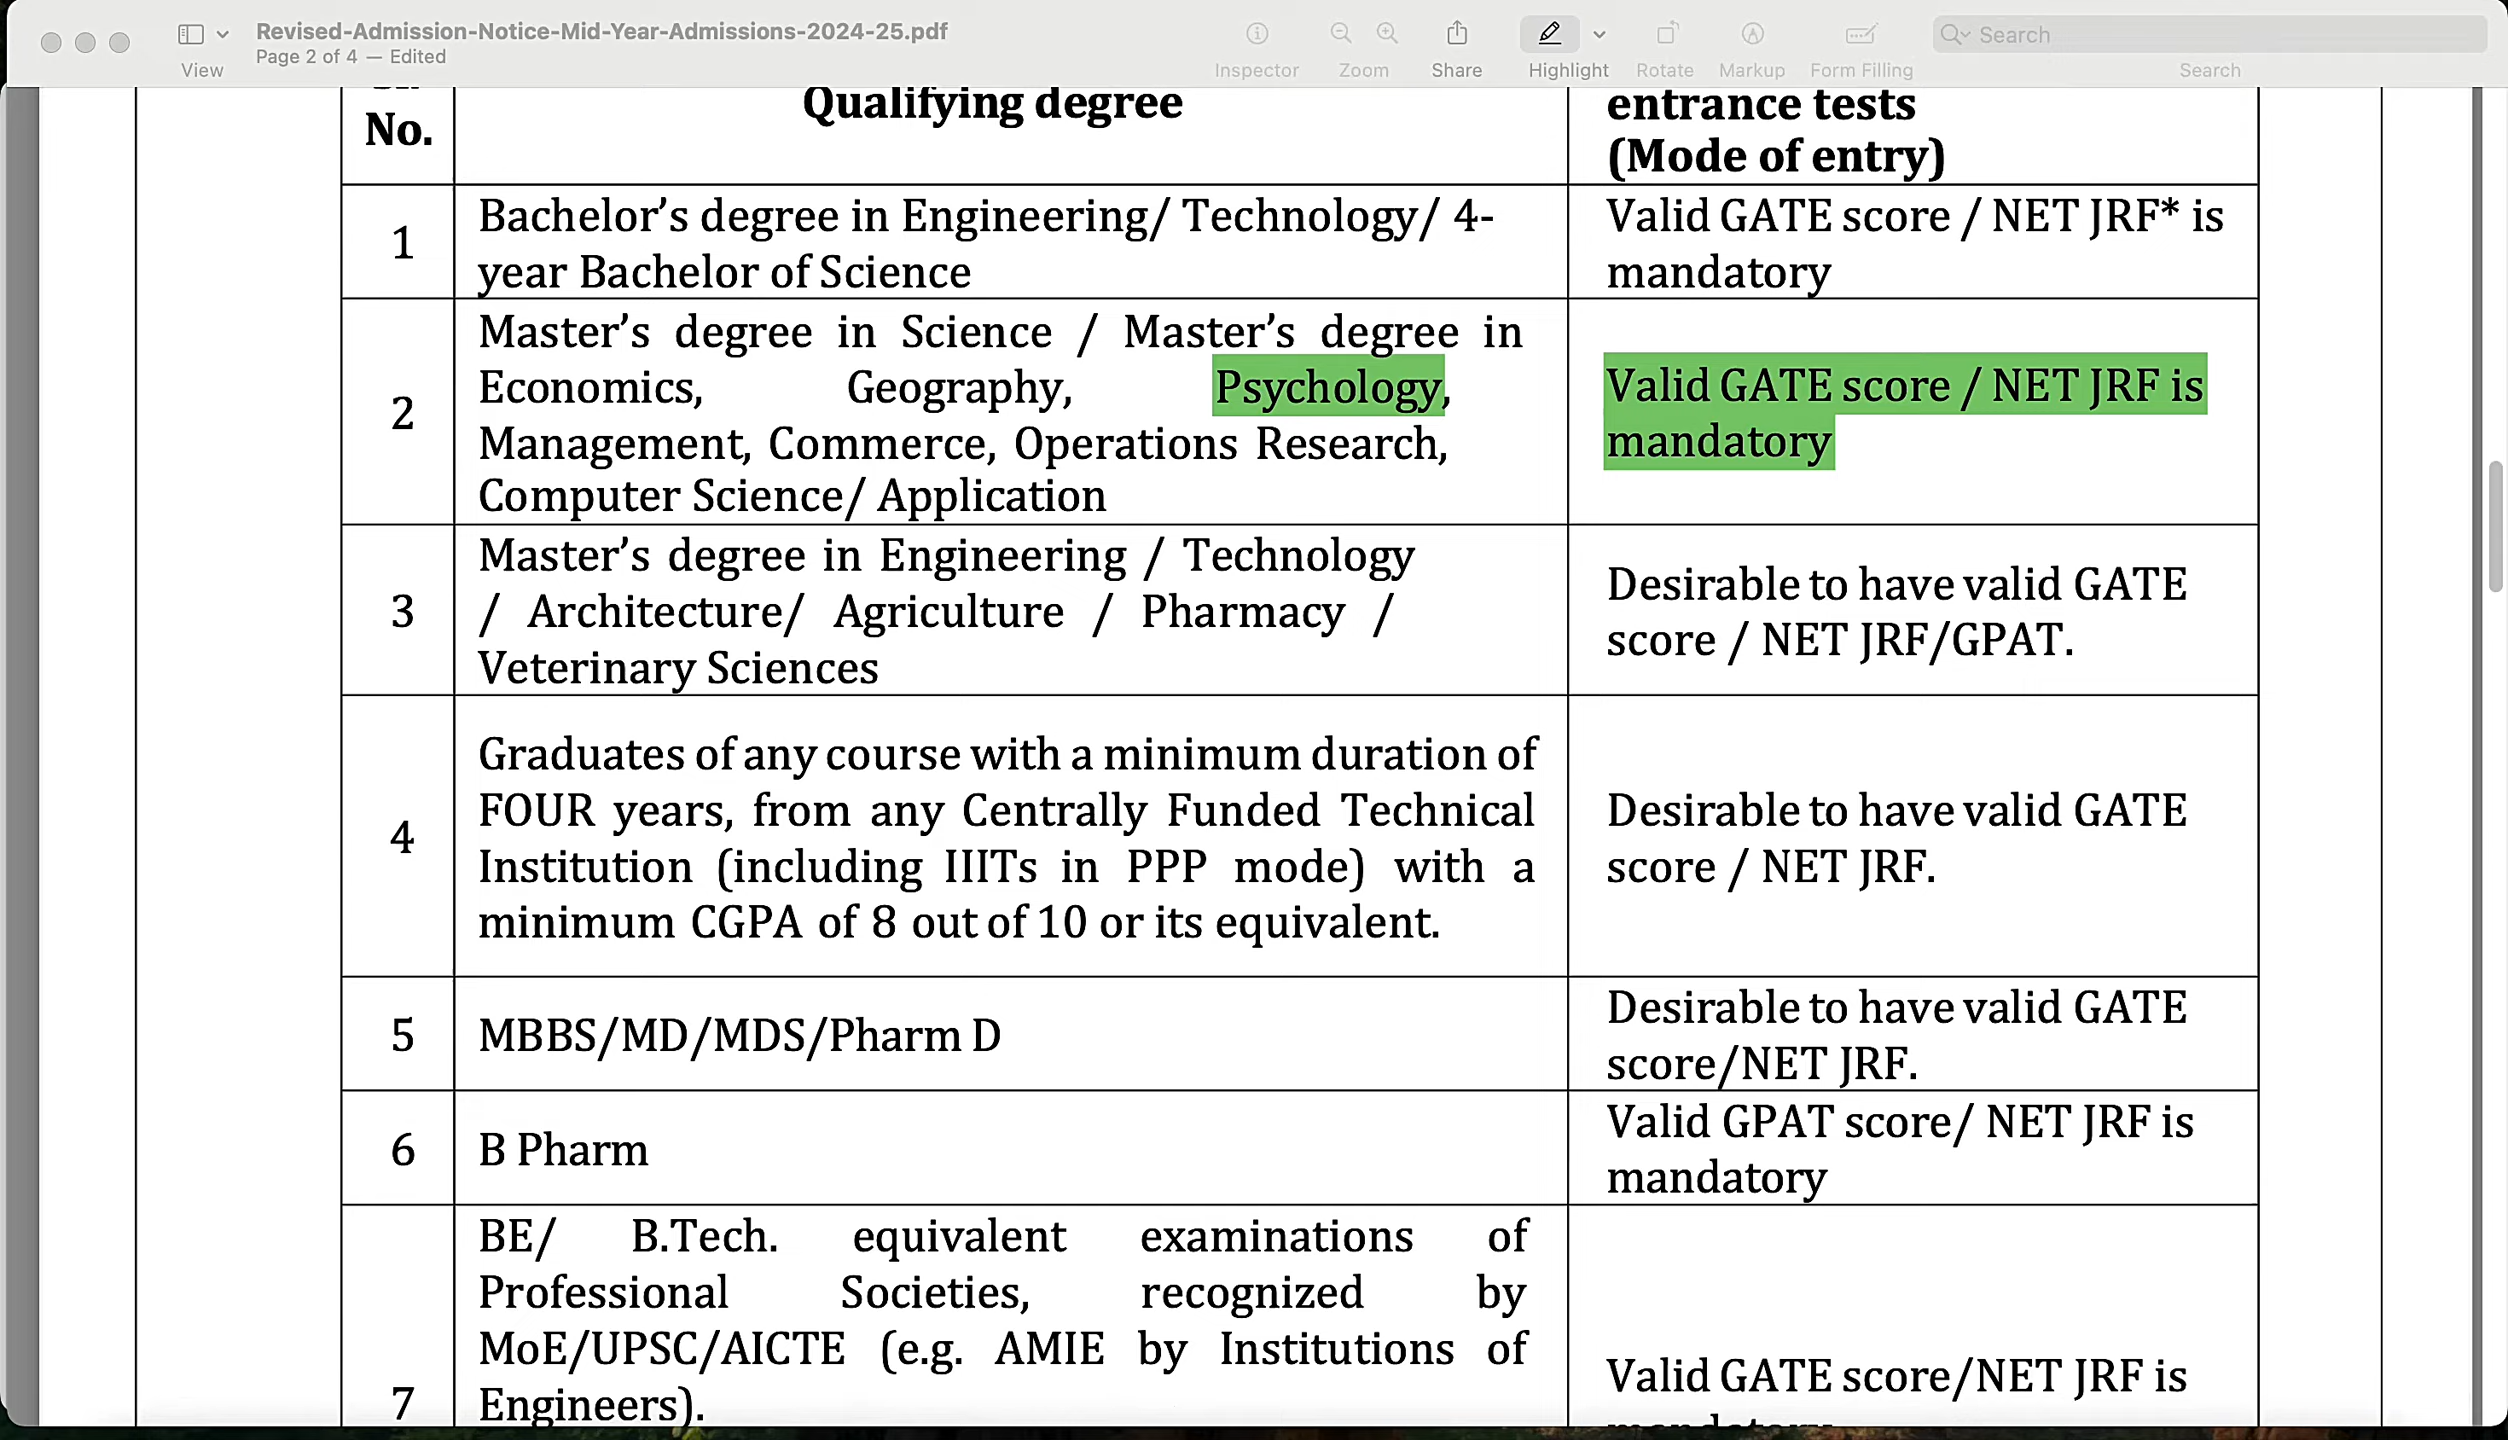 Revised-Admission-Notice-Mid-Year-Admissions-2024-25.pdf
Page 2 of 4 — Edited
View
Inspector
Zoom
Share
Highlight
Rotate
Markup
Form Filling
Search
Search
No.
Qualifying degree
entrance tests
(Mode of entry)
1
Bachelor’s degree in Engineering/ Technology/ 4-
year Bachelor of Science
Valid GATE score / NET JRF* is
mandatory
2
Master’s degree in Science / Master’s degree in
Economics, Geography, Psychology,
Management, Commerce, Operations Research,
Computer Science/ Application
Valid GATE score / NET JRF is
mandatory
3
Master’s degree in Engineering / Technology
/ Architecture/ Agriculture / Pharmacy /
Veterinary Sciences
Desirable to have valid GATE
score / NET JRF/GPAT.
4
Graduates of any course with a minimum duration of
FOUR years, from any Centrally Funded Technical
Institution (including IIITs in PPP mode) with a
minimum CGPA of 8 out of 10 or its equivalent.
Desirable to have valid GATE
score / NET JRF.
5
MBBS/MD/MDS/Pharm D
Desirable to have valid GATE
score/NET JRF.
6
B Pharm
Valid GPAT score/ NET JRF is
mandatory
7
BE/ B.Tech. equivalent examinations of
Professional Societies, recognized by
MoE/UPSC/AICTE (e.g. AMIE by Institutions of
Engineers).
Valid GATE score/NET JRF is